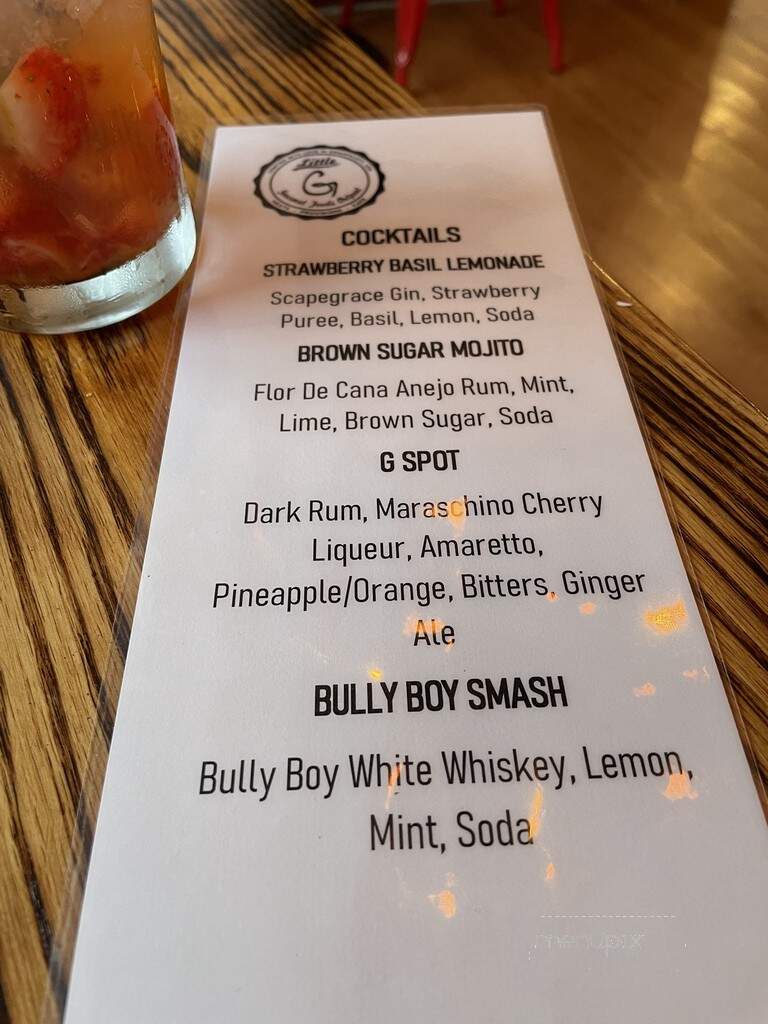 Little
G
COCKTAILS
STRAWBERRY BASIL LEMONADE
Scapegrace Gin, Strawberry
Puree, Basil, Lemon, Soda
BROWN SUGAR MOJITO
Flor De Cana Anejo Rum, Mint,
Lime, Brown Sugar, Soda
G SPOT
Dark Rum, Maraschino Cherry
Liqueur, Amaretto,
Pineapple/Orange, Bitters, Ginger
Ale
BULLY BOY SMASH
Bully Boy White Whiskey, Lemon,
Mint, Soda
menupix